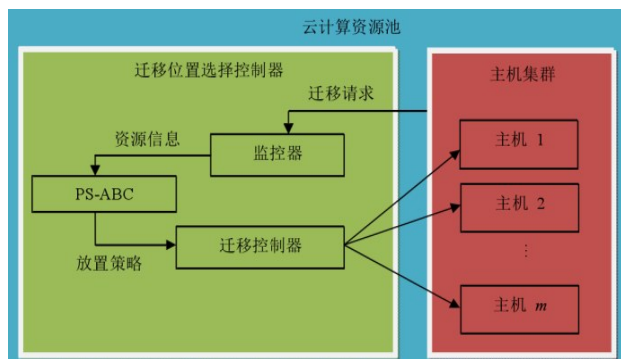 云计算资源池
迁移位置选择控制器
主机集群
迁移请求
资源信息
监控器
主机 1
PS-ABC
主机 2
迁移控制器
放置策略
⋮
主机 m